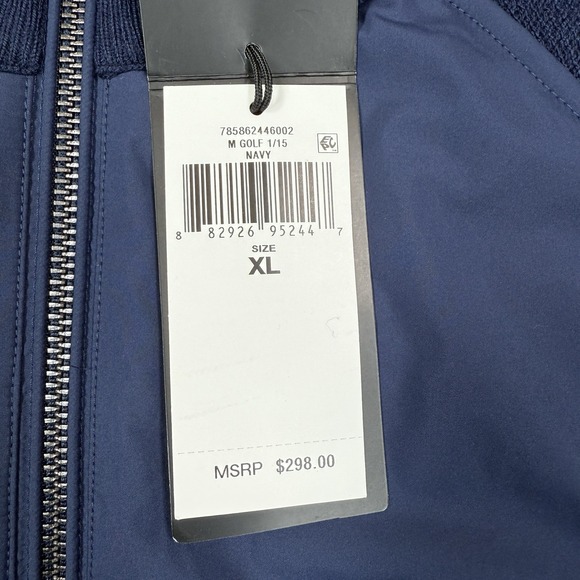 785862446002
M GOLF 1/15
NAVY
8 82926 95244 7
SIZE
XL
MSRP $298.00